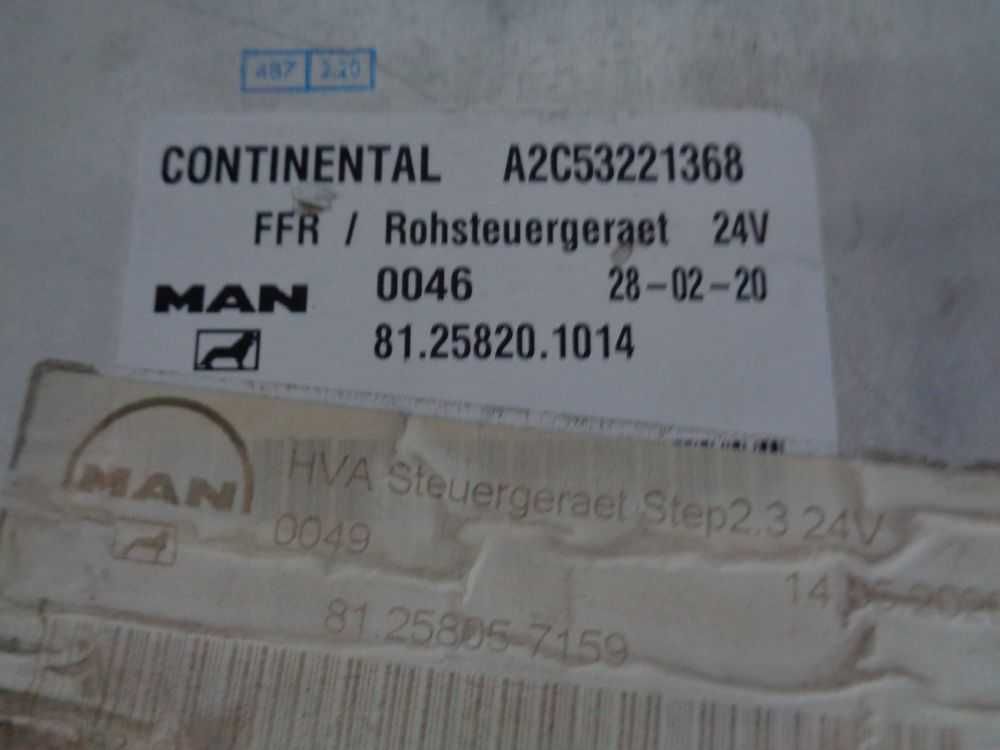 487 2.20
CONTINENTAL A2C53221368
FFR / Rohsteuergeraet 24V
MAN 0046 28-02-20
81.25820.1014
MAN HVA Steuergeraet Step2.3 24V
0049
14
81.25805-7159